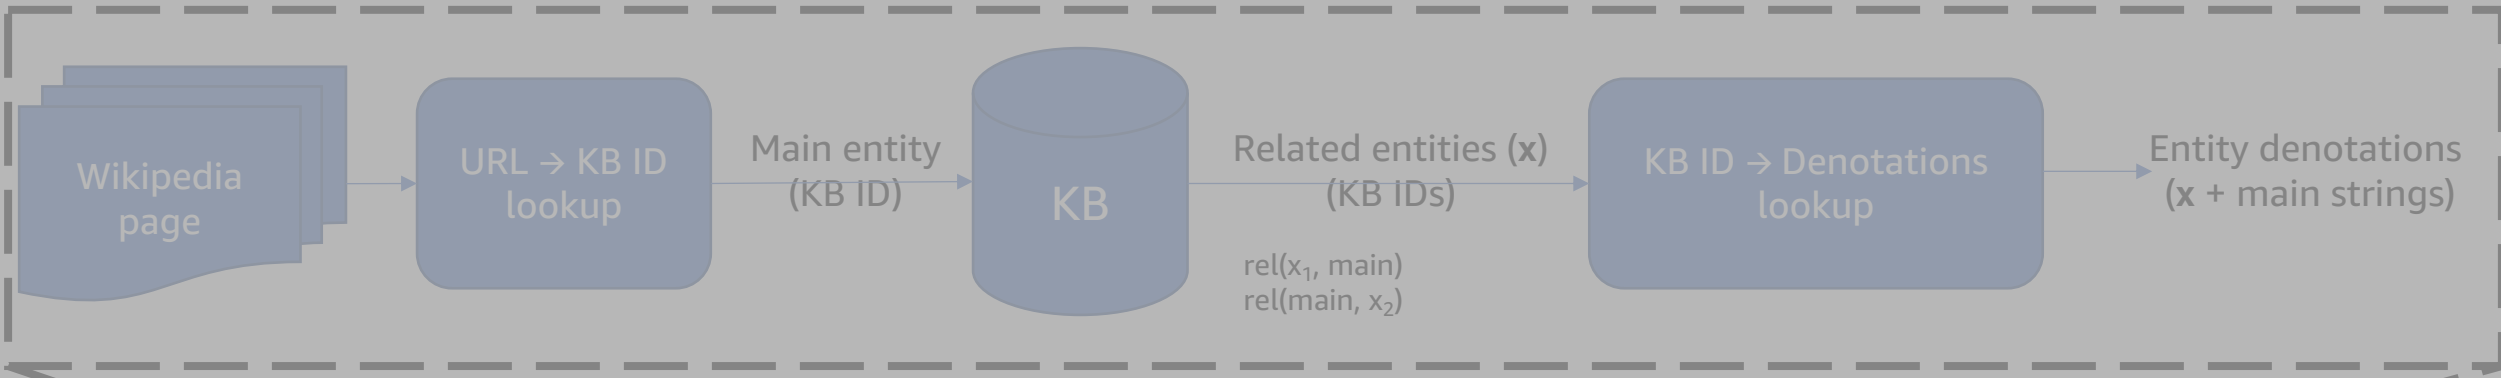 Wikipedia
page
URL → KB ID
lookup
Main entity
(KB ID)
KB
Related entities (x)
(KB IDs)
rel(x₁, main)
rel(main, x₂)
KB ID → Denotations
lookup
Entity denotations
(x + main strings)